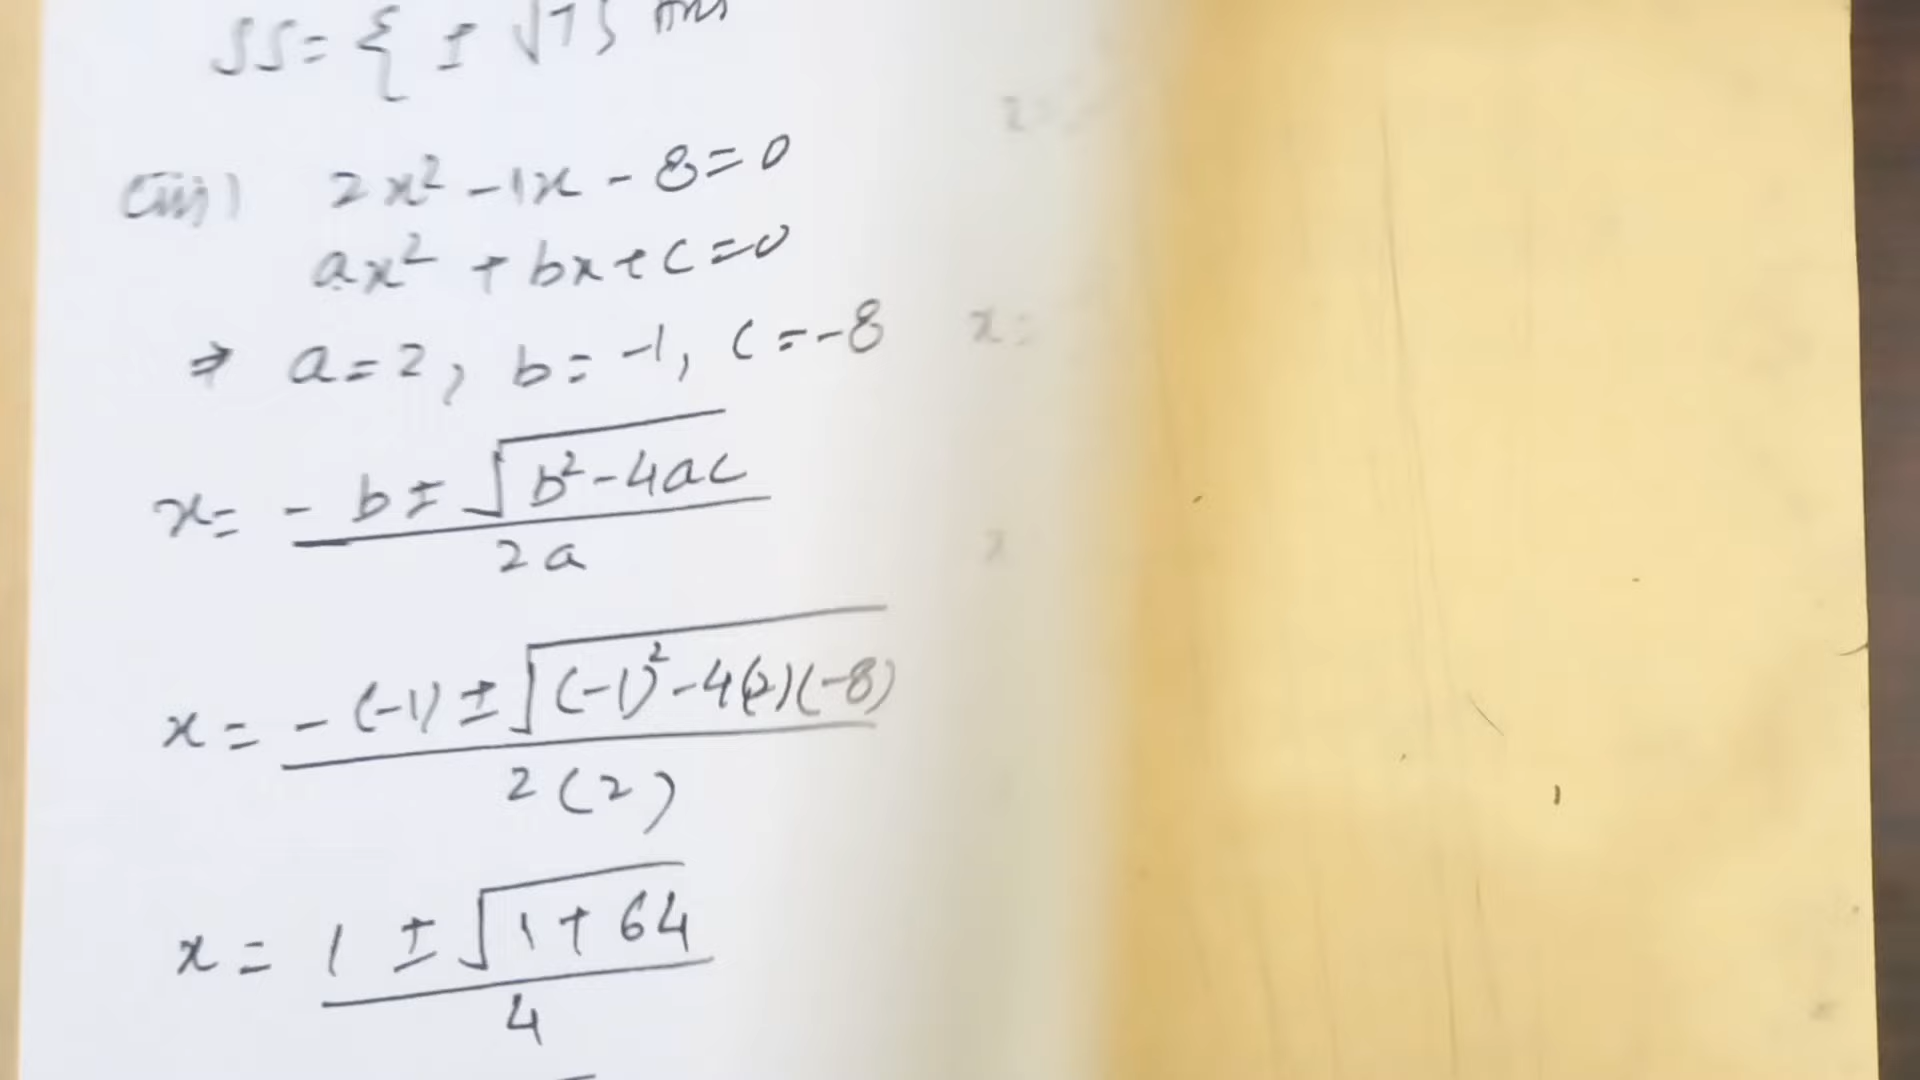 SS = { ± √7 } Ans
(iii) 2x² - 1x - 8 = 0
ax² + bx + c = 0
⇒ a = 2, b = -1, c = -8
x = -b ± √b² - 4ac
2a
x = -(-1) ± √(-1)² - 4(2)(-8)
2(2)
x = 1 ± √1 + 64
4